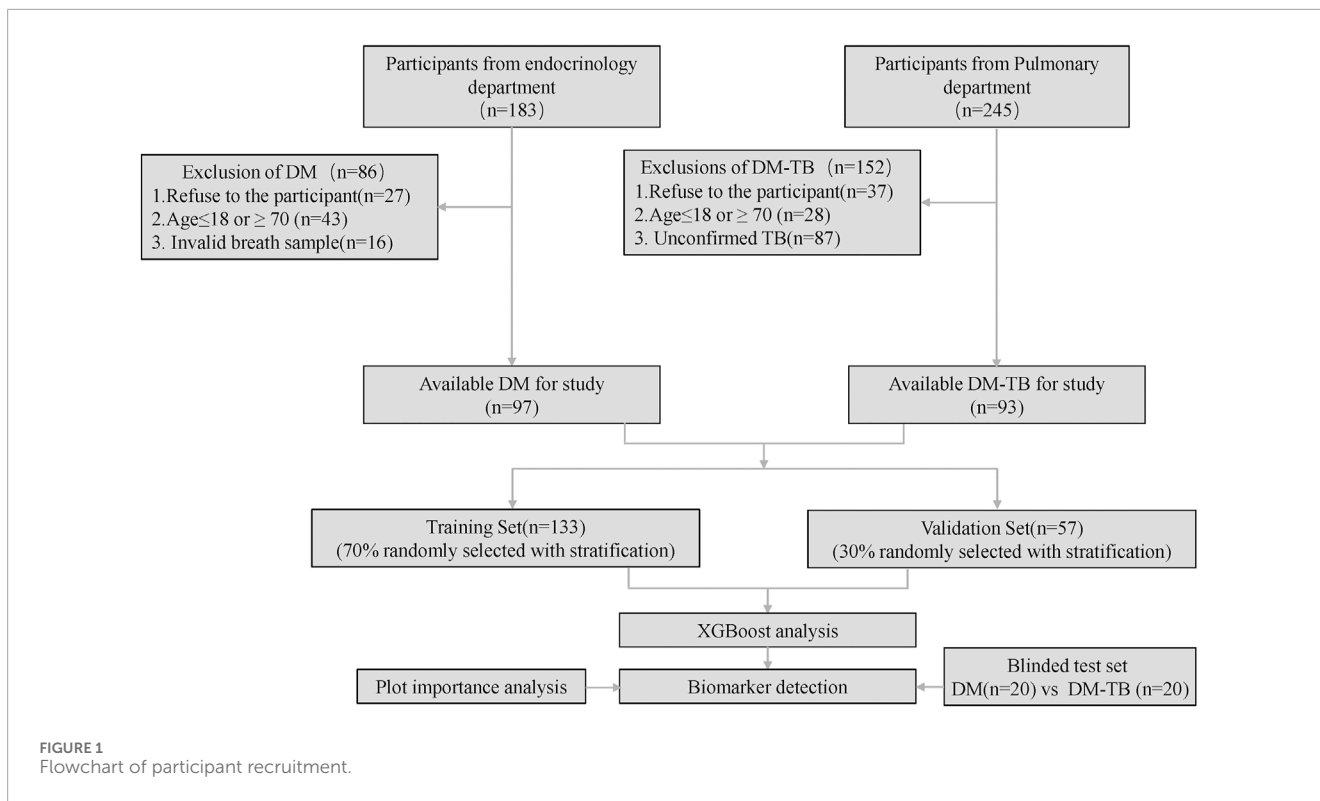 Participants from endocrinology
department
(n=183)
Participants from Pulmonary
department
(n=245)
Exclusion of DM (n=86)
1.Refuse to the participant(n=27)
2.Age≤18 or ≥ 70 (n=43)
3. Invalid breath sample(n=16)
Exclusions of DM-TB (n=152)
1.Refuse to the participant(n=37)
2.Age≤18 or ≥ 70 (n=28)
3. Unconfirmed TB(n=87)
Available DM for study
(n=97)
Available DM-TB for study
(n=93)
Training Set(n=133)
(70% randomly selected with stratification)
Validation Set(n=57)
(30% randomly selected with stratification)
XGBoost analysis
Plot importance analysis
Biomarker detection
Blinded test set
DM(n=20) vs DM-TB (n=20)
FIGURE 1
Flowchart of participant recruitment.